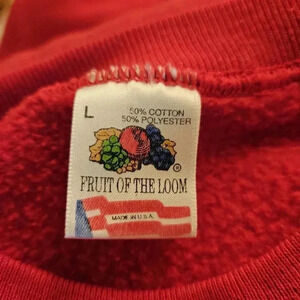 L
50% COTTON
50% POLYESTER
®
FRUIT OF THE LOOM
MADE IN U.S.A.